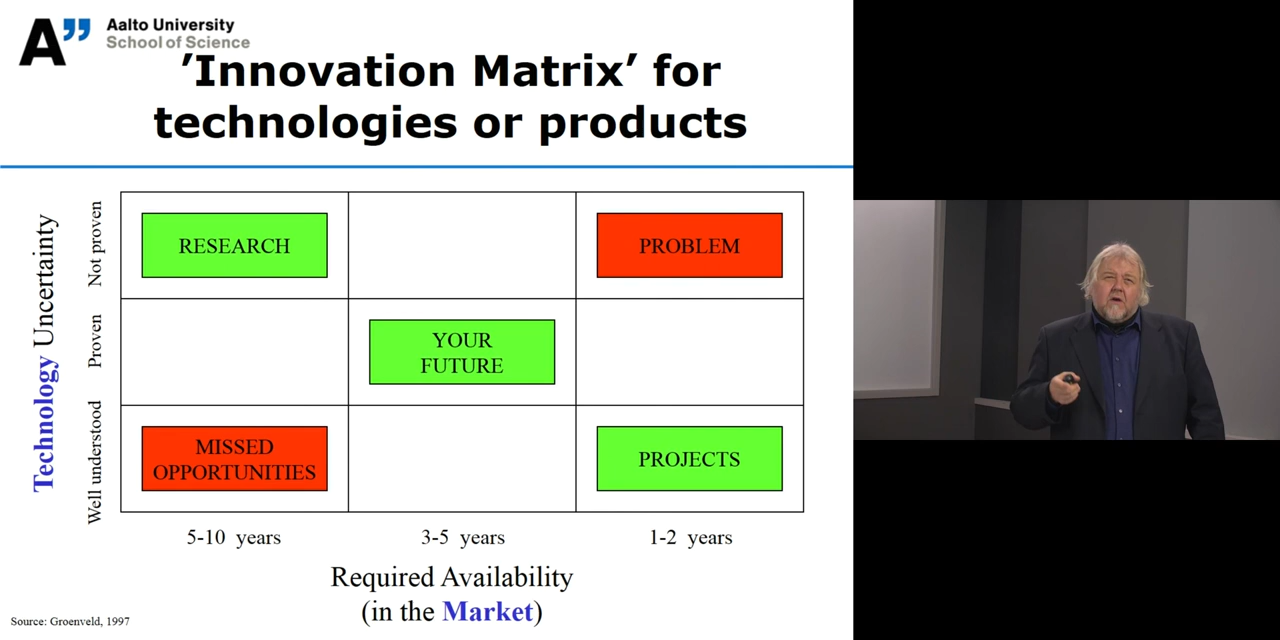 Aalto University
School of Science
’Innovation Matrix’ for
technologies or products
Technology Uncertainty
Not proven
Proven
Well understood
RESEARCH
PROBLEM
YOUR
FUTURE
MISSED
OPPORTUNITIES
PROJECTS
5-10 years
3-5 years
1-2 years
Required Availability
(in the Market)
Source: Groenveld, 1997
A”